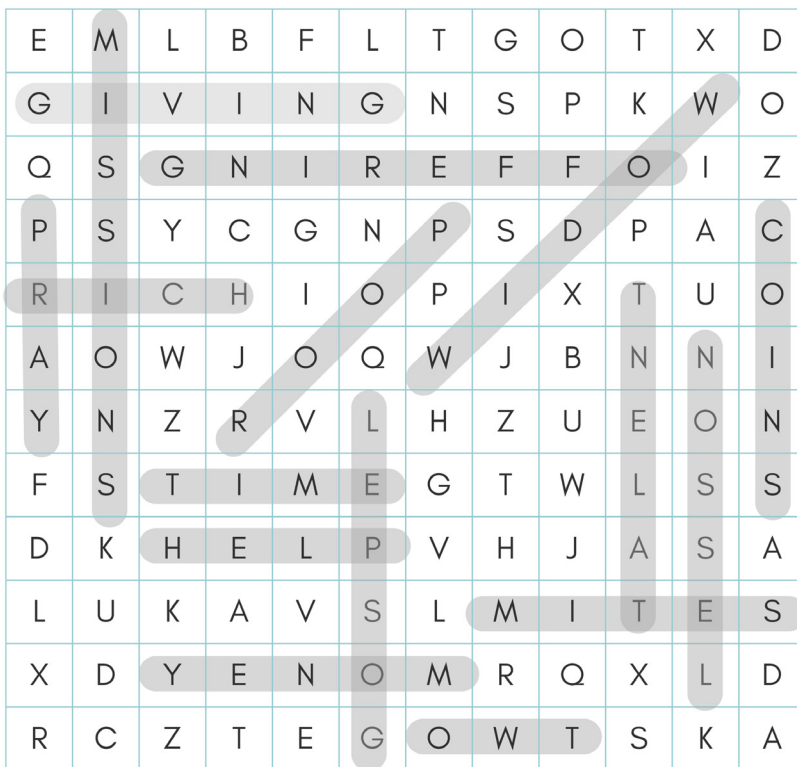 E M L B F L T G O T X D
G I V I N G N S P K W O
Q S G N I R E F F O I Z
P S Y C G N P S D P A C
R I C H I O P I X T U O
A O W J O Q W J B N N I
Y N Z R V L H Z U E O N
F S T I M E G T W L S S
D K H E L P V H J A S A
L U K A V S L M I T E S
X D Y E N O M R Q X L D
R C Z T E G O W T S K A